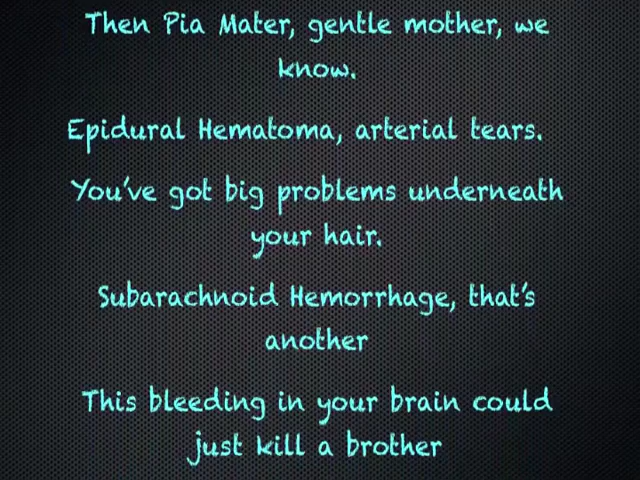 Then Pia Mater, gentle mother, we
know.
Epidural Hematoma, arterial tears.
You've got big problems underneath
your hair.
Subarachnoid Hemorrhage, that's
another
This bleeding in your brain could
just kill a brother